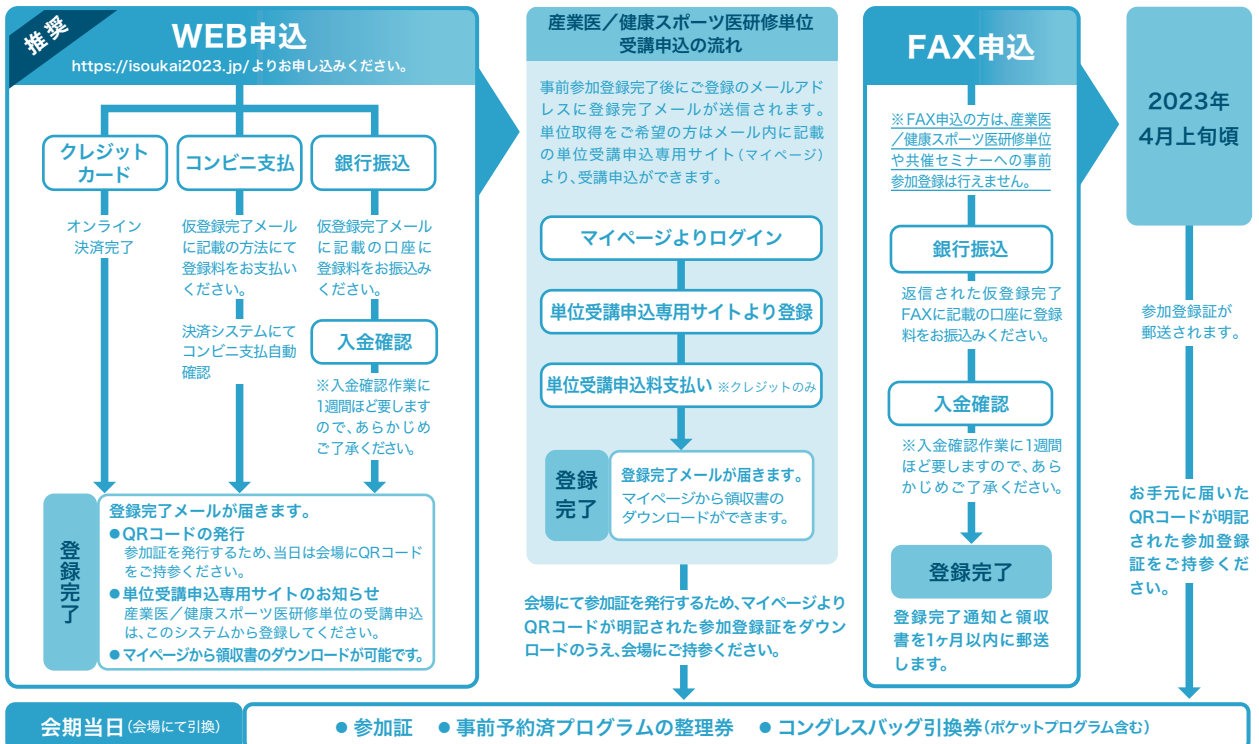 推奨
WEB申込
https://isoukai2023.jp/よりお申し込みください。
クレジット
カード
オンライン
決済完了
コンビニ支払
仮登録完了メール
に記載の方法にて
登録料をお支払い
ください。
決済システムにて
コンビニ支払自動
確認
銀行振込
仮登録完了メール
に記載の口座に
登録料をお振込み
ください。
入金確認
※入金確認作業に
1週間ほど要します
ので、あらかじめ
ご了承ください。
登録完了
登録完了メールが届きます。
●QRコードの発行
参加証を発行するため、当日は会場にQRコード
をご持参ください。
●単位受講申込専用サイトのお知らせ
産業医／健康スポーツ医研修単位の受講申込
は、このシステムから登録してください。
●マイページから領収書のダウンロードが可能です。
産業医／健康スポーツ医研修単位
受講申込の流れ
事前参加登録完了後にご登録のメールアド
レスに登録完了メールが送信されます。
単位取得をご希望の方はメール内に記載
の単位受講申込専用サイト（マイページ）
より、受講申込ができます。
マイページよりログイン
単位受講申込専用サイトより登録
単位受講申込料支払い ※クレジットのみ
登録
完了
登録完了メールが届きます。
マイページから領収書の
ダウンロードができます。
会場にて参加証を発行するため、マイページより
QRコードが明記された参加登録証をダウン
ロードのうえ、会場にご持参ください。
FAX申込
※FAX申込の方は、産業医
／健康スポーツ医研修単位
や共催セミナーへの事前
参加登録は行えません。
銀行振込
返信された仮登録完了
FAXに記載の口座に登録
料をお振込みください。
入金確認
※入金確認作業に1週間
ほど要しますので、あら
かじめご了承ください。
登録完了
登録完了通知と領収
書を1ヶ月以内に郵送
します。
2023年
4月上旬頃
参加登録証が
郵送されます。
お手元に届いた
QRコードが明記
された参加登録
証をご持参くだ
さい。
会期当日（会場にて引換）
●参加証 ●事前予約済プログラムの整理券 ●コングレスバッグ引換券（ポケットプログラム含む）